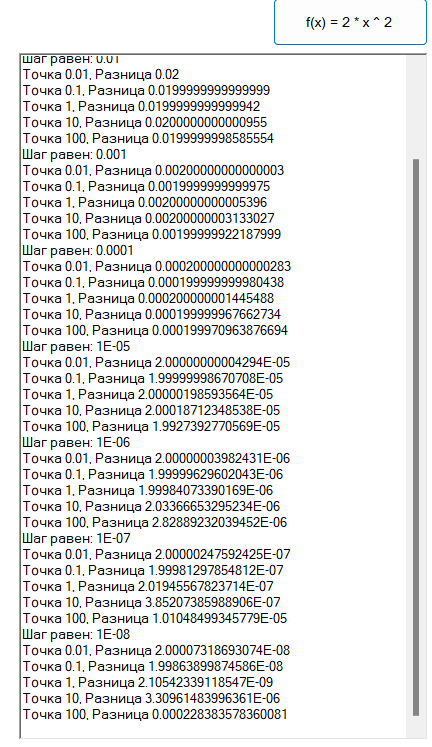 f(x) = 2 * x ^ 2
Шаг равен: 0.01
Точка 0.01, Разница 0.02
Точка 0.1, Разница 0.0199999999999999
Точка 1, Разница 0.0199999999999942
Точка 10, Разница 0.0200000000000955
Точка 100, Разница 0.0199999998585554
Шаг равен: 0.001
Точка 0.01, Разница 0.00200000000000003
Точка 0.1, Разница 0.0019999999999975
Точка 1, Разница 0.00200000000005396
Точка 10, Разница 0.00200000003133027
Точка 100, Разница 0.00199999922187999
Шаг равен: 0.0001
Точка 0.01, Разница 0.000200000000000283
Точка 0.1, Разница 0.000199999999980438
Точка 1, Разница 0.000200000001445488
Точка 10, Разница 0.000199999967662734
Точка 100, Разница 0.000199970963876694
Шаг равен: 1E-05
Точка 0.01, Разница 2.00000000004294E-05
Точка 0.1, Разница 1.99999998670708E-05
Точка 1, Разница 2.00000198593564E-05
Точка 10, Разница 2.00018712348538E-05
Точка 100, Разница 1.9927392770569E-05
Шаг равен: 1E-06
Точка 0.01, Разница 2.00000003982431E-06
Точка 0.1, Разница 1.99999629602043E-06
Точка 1, Разница 1.99984073390169E-06
Точка 10, Разница 2.03366653295234E-06
Точка 100, Разница 2.82889232039452E-06
Шаг равен: 1E-07
Точка 0.01, Разница 2.00000247592425E-07
Точка 0.1, Разница 1.99981297854812E-07
Точка 1, Разница 2.01945567823714E-07
Точка 10, Разница 3.85207385988906E-07
Точка 100, Разница 1.01048499345779E-05
Шаг равен: 1E-08
Точка 0.01, Разница 2.00007318693074E-08
Точка 0.1, Разница 1.99863899874586E-08
Точка 1, Разница 2.10542339118547E-09
Точка 10, Разница 3.30961483996361E-06
Точка 100, Разница 0.000228383578360081